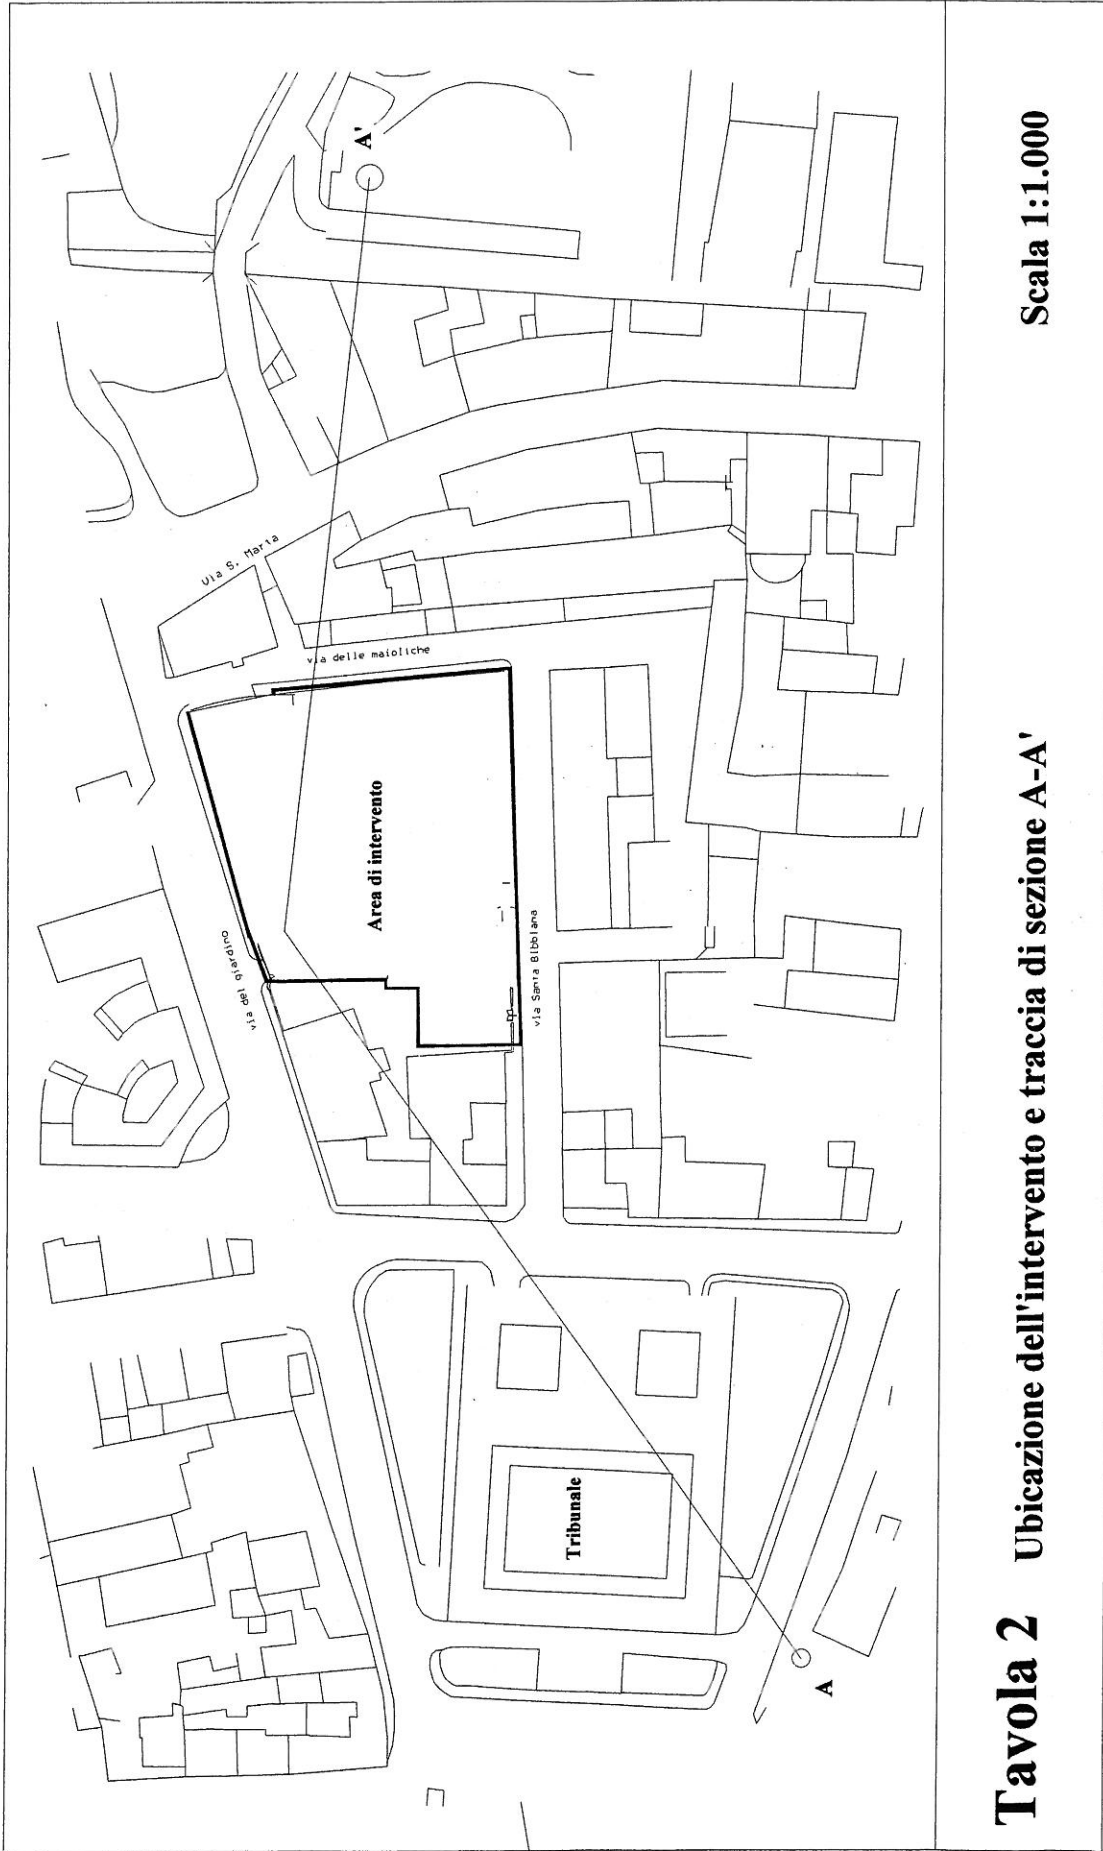 A'
Via S. Maria
via delle maioliche
Area di intervento
via del giardino
via Santa Bibbiana
Tribunale
A
Tavola 2 Ubicazione dell'intervento e traccia di sezione A-A' Scala 1:1.000